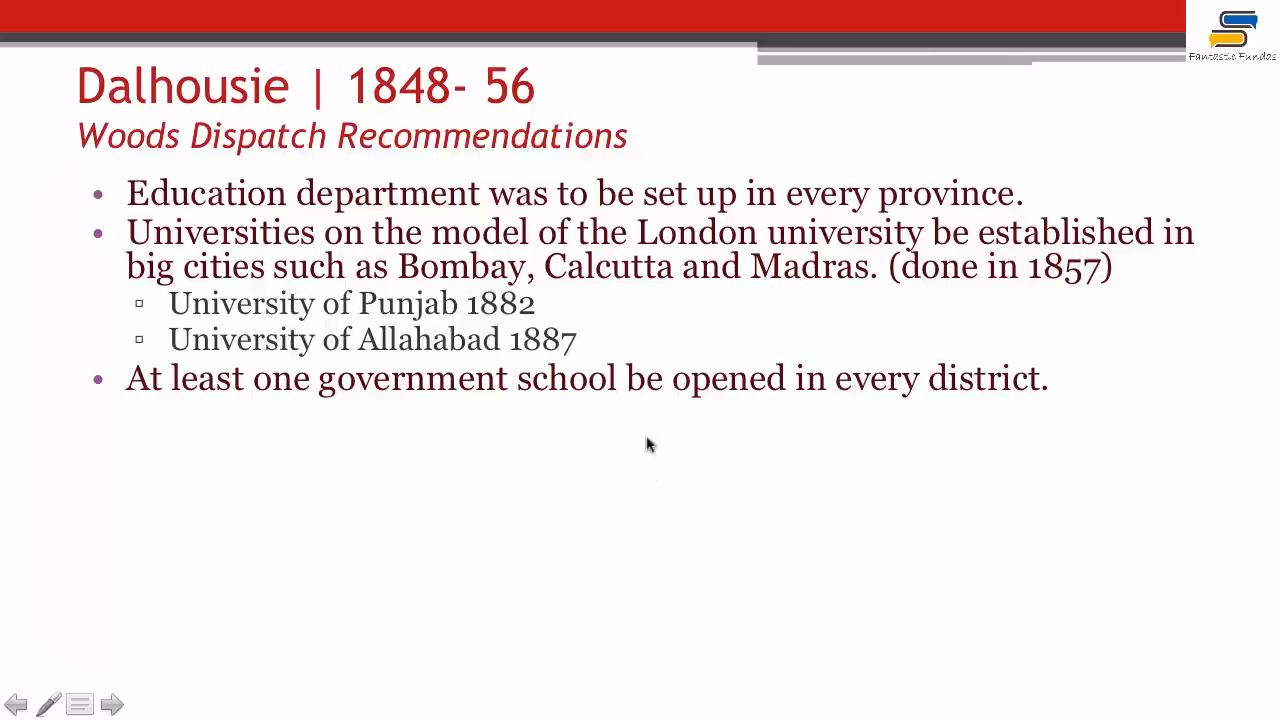 Fantastic Fundas
Dalhousie | 1848- 56
Woods Dispatch Recommendations
• Education department was to be set up in every province.
• Universities on the model of the London university be established in
big cities such as Bombay, Calcutta and Madras. (done in 1857)
▫ University of Punjab 1882
▫ University of Allahabad 1887
• At least one government school be opened in every district.